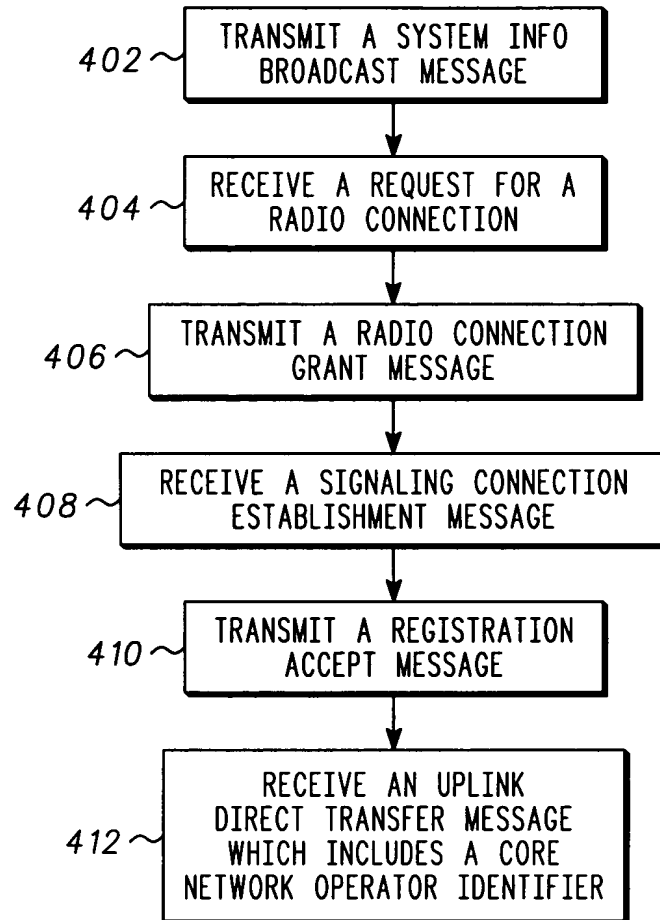 402
TRANSMIT A SYSTEM INFO
BROADCAST MESSAGE
404
RECEIVE A REQUEST FOR A
RADIO CONNECTION
406
TRANSMIT A RADIO CONNECTION
GRANT MESSAGE
408
RECEIVE A SIGNALING CONNECTION
ESTABLISHMENT MESSAGE
410
TRANSMIT A REGISTRATION
ACCEPT MESSAGE
412
RECEIVE AN UPLINK
DIRECT TRANSFER MESSAGE
WHICH INCLUDES A CORE
NETWORK OPERATOR IDENTIFIER